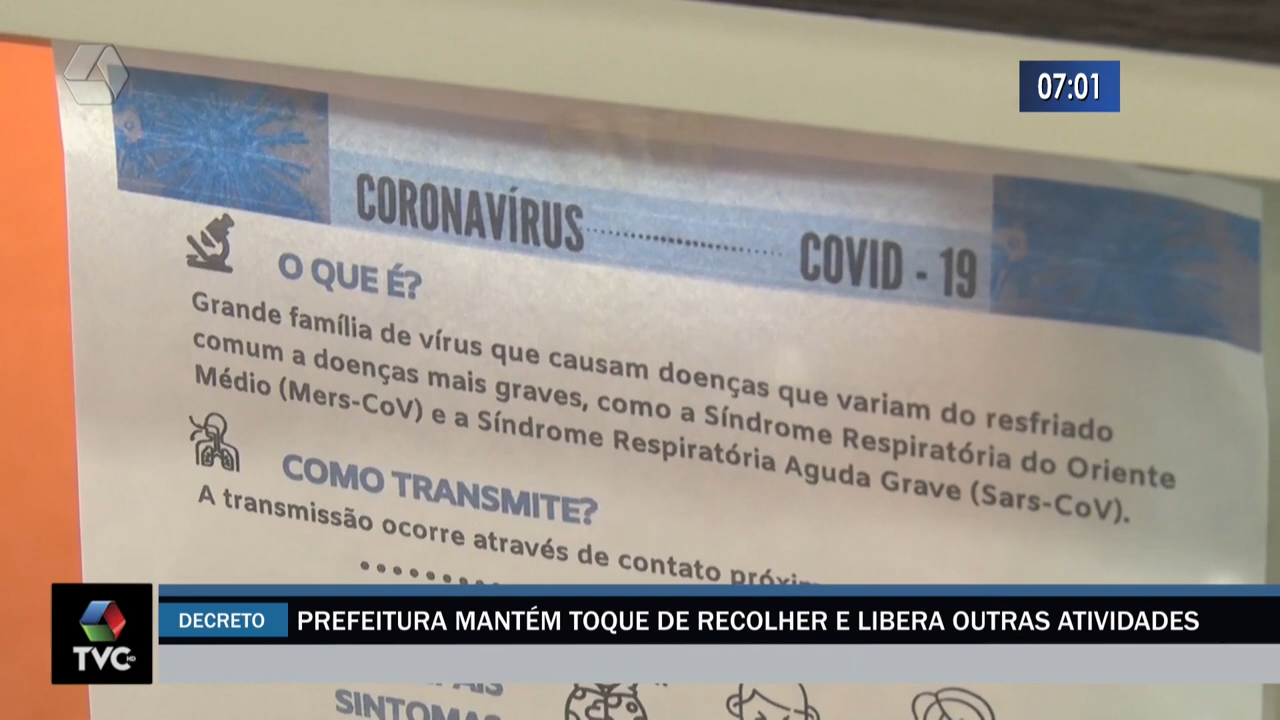 07:01
CORONAVÍRUS
COVID - 19
O QUE É?
Grande família de vírus que causam doenças que variam do resfriado
comum a doenças mais graves, como a Síndrome Respiratória do Oriente
Médio (Mers-CoV) e a Síndrome Respiratória Aguda Grave (Sars-CoV).
COMO TRANSMITE?
A transmissão ocorre através de contato
DECRETO
PREFEITURA MANTÉM TOQUE DE RECOLHER E LIBERA OUTRAS ATIVIDADES
TVC HD
SINTOMAS